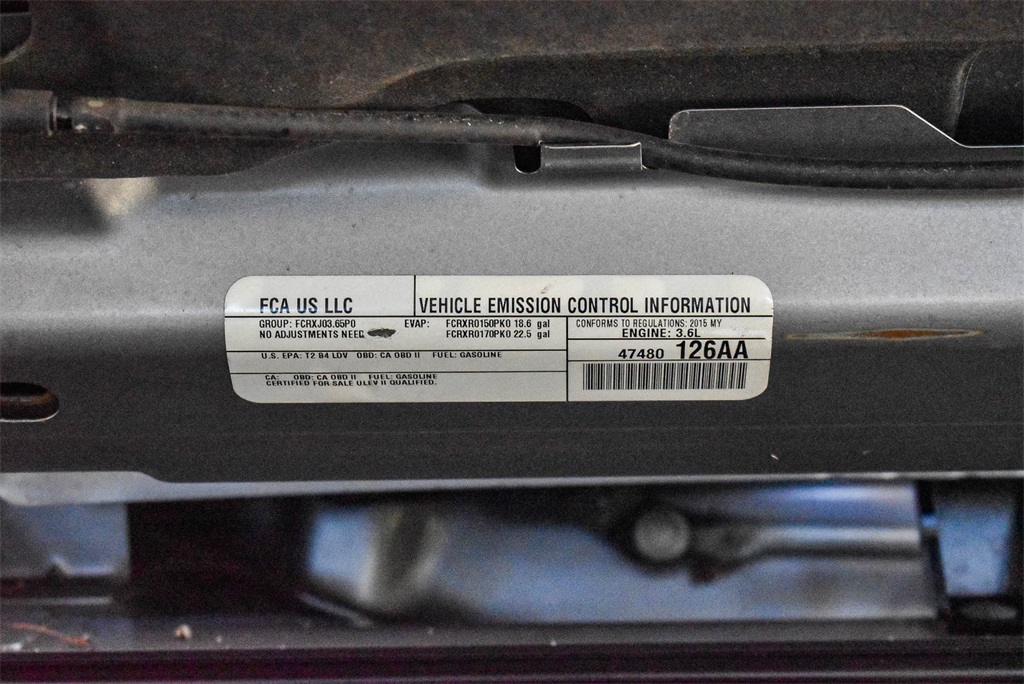 FCA US LLC
VEHICLE EMISSION CONTROL INFORMATION
GROUP: FCRXJ03.65P0 EVAP: FCRXR0150PK0 18.6 gal
NO ADJUSTMENTS NEED FCRXR0170PK0 22.5 gal
U.S. EPA: T2 B4 LDV OBD: CA OBD II FUEL: GASOLINE
CA: OBD: CA OBD II FUEL: GASOLINE
CERTIFIED FOR SALE ULEV II QUALIFIED.
CONFORMS TO REGULATIONS: 2015 MY
ENGINE: 3.6L
47480 126AA